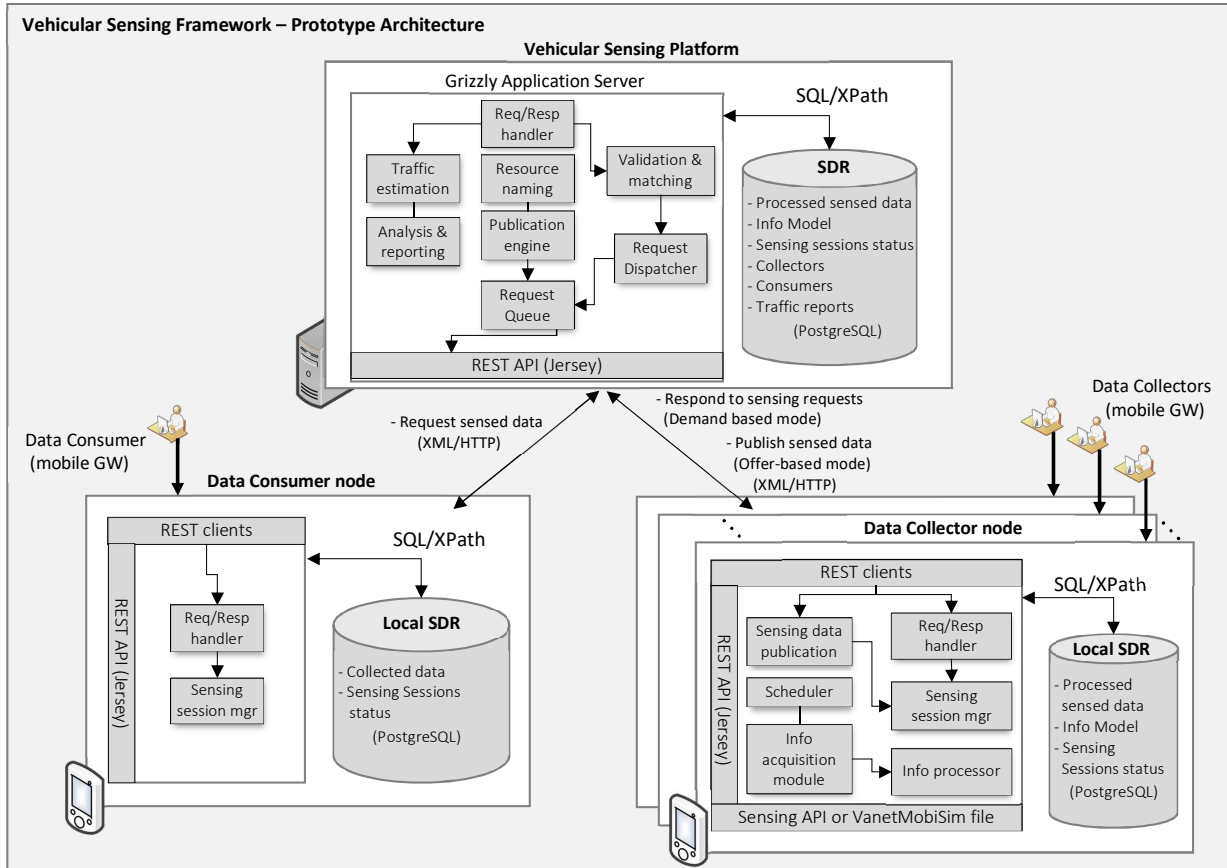 Vehicular Sensing Framework – Prototype Architecture
Vehicular Sensing Platform
Grizzly Application Server
SQL/XPath
Req/Resp
handler
Traffic
estimation
Resource
naming
Validation &
matching
Analysis &
reporting
Publication
engine
Request
Dispatcher
Request
Queue
REST API (Jersey)
SDR
- Processed sensed data
- Info Model
- Sensing sessions status
- Collectors
- Consumers
- Traffic reports
(PostgreSQL)
- Request sensed data
(XML/HTTP)
- Respond to sensing requests
(Demand based mode)
- Publish sensed data
(Offer-based mode)
(XML/HTTP)
Data Consumer
(mobile GW)
Data Collectors
(mobile GW)
Data Consumer node
REST clients
REST API (Jersey)
SQL/XPath
Req/Resp
handler
Sensing
session mgr
Local SDR
- Collected data
- Sensing Sessions
status
(PostgreSQL)
Data Collector node
REST clients
REST API (Jersey)
SQL/XPath
Sensing data
publication
Req/Resp
handler
Scheduler
Sensing
session mgr
Info
acquisition
module
Info processor
Sensing API or VanetMobiSim file
Local SDR
- Processed
sensed data
- Info Model
- Sensing
Sessions status
(PostgreSQL)